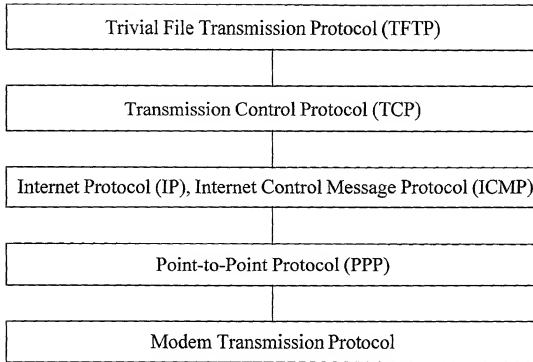 Trivial File Transmission Protocol (TFTP)
Transmission Control Protocol (TCP)
Internet Protocol (IP), Internet Control Message Protocol (ICMP)
Point-to-Point Protocol (PPP)
Modem Transmission Protocol